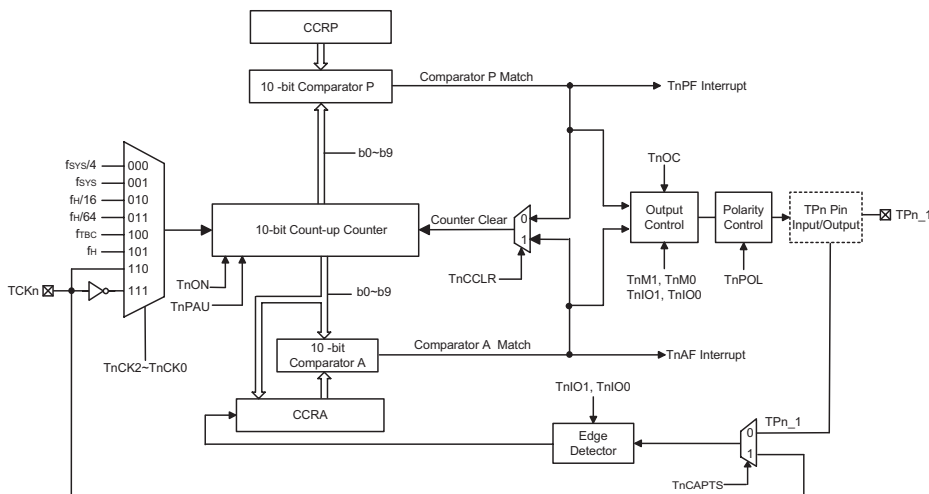 CCRP
10 -bit Comparator P
Comparator P Match
TnPF Interrupt
b0~b9
fSYS/4
000
fSYS
001
fH/16
010
fH/64
011
fTBC
100
fH
101
110
111
TCKn
TnCK2~TnCK0
10-bit Count-up Counter
TnON
TnPAU
Counter Clear
0
1
TnCCLR
TnOC
Output
Control
TnM1, TnM0
TnIO1, TnIO0
Polarity
Control
TnPOL
TPn Pin
Input/Output
TPn_1
b0~b9
10 -bit
Comparator A
Comparator A Match
TnAF Interrupt
CCRA
TnIO1, TnIO0
Edge
Detector
TPn_1
0
1
TnCAPTS